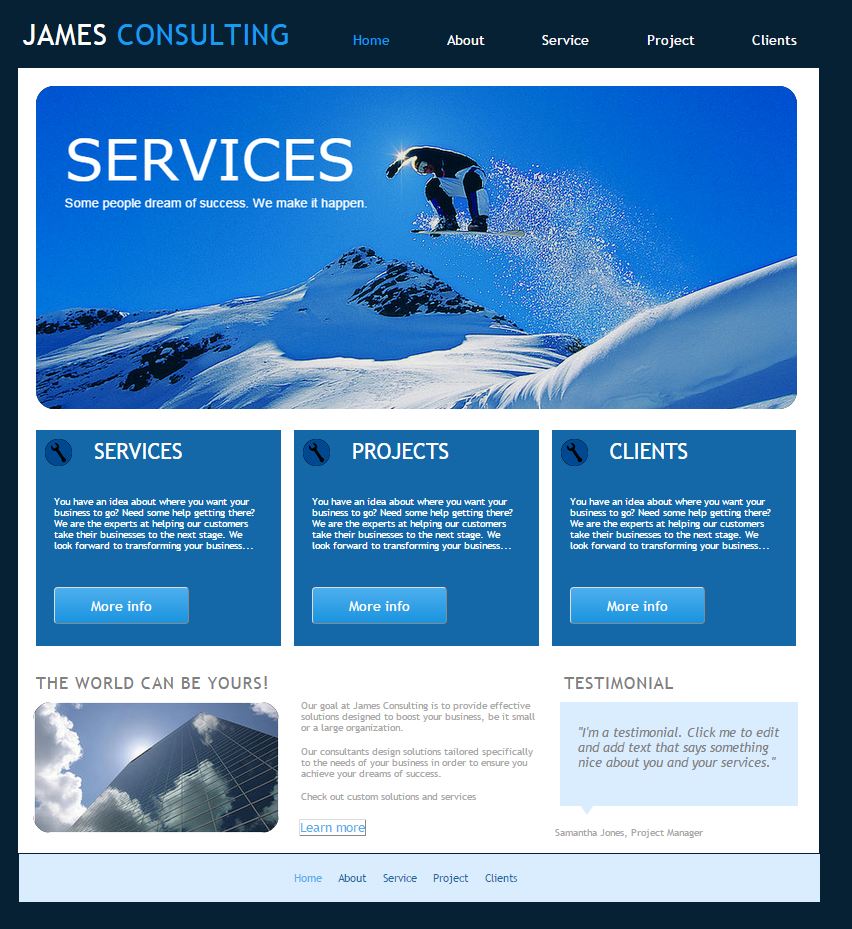 JAMES CONSULTING
Home About Service Project Clients
SERVICES
Some people dream of success. We make it happen.
SERVICES
You have an idea about where you want your
business to go? Need some help getting there?
We are the experts at helping our customers
take their businesses to the next stage. We
look forward to transforming your business...
More info
PROJECTS
You have an idea about where you want your
business to go? Need some help getting there?
We are the experts at helping our customers
take their businesses to the next stage. We
look forward to transforming your business...
More info
CLIENTS
You have an idea about where you want your
business to go? Need some help getting there?
We are the experts at helping our customers
take their businesses to the next stage. We
look forward to transforming your business...
More info
THE WORLD CAN BE YOURS!
Our goal at James Consulting is to provide effective
solutions designed to boost your business, be it small
or a large organization.
Our consultants design solutions tailored specifically
to the needs of your business in order to ensure you
achieve your dreams of success.
Check out custom solutions and services
Learn more
TESTIMONIAL
"I'm a testimonial. Click me to edit
and add text that says something
nice about you and your services."
Samantha Jones, Project Manager
Home About Service Project Clients